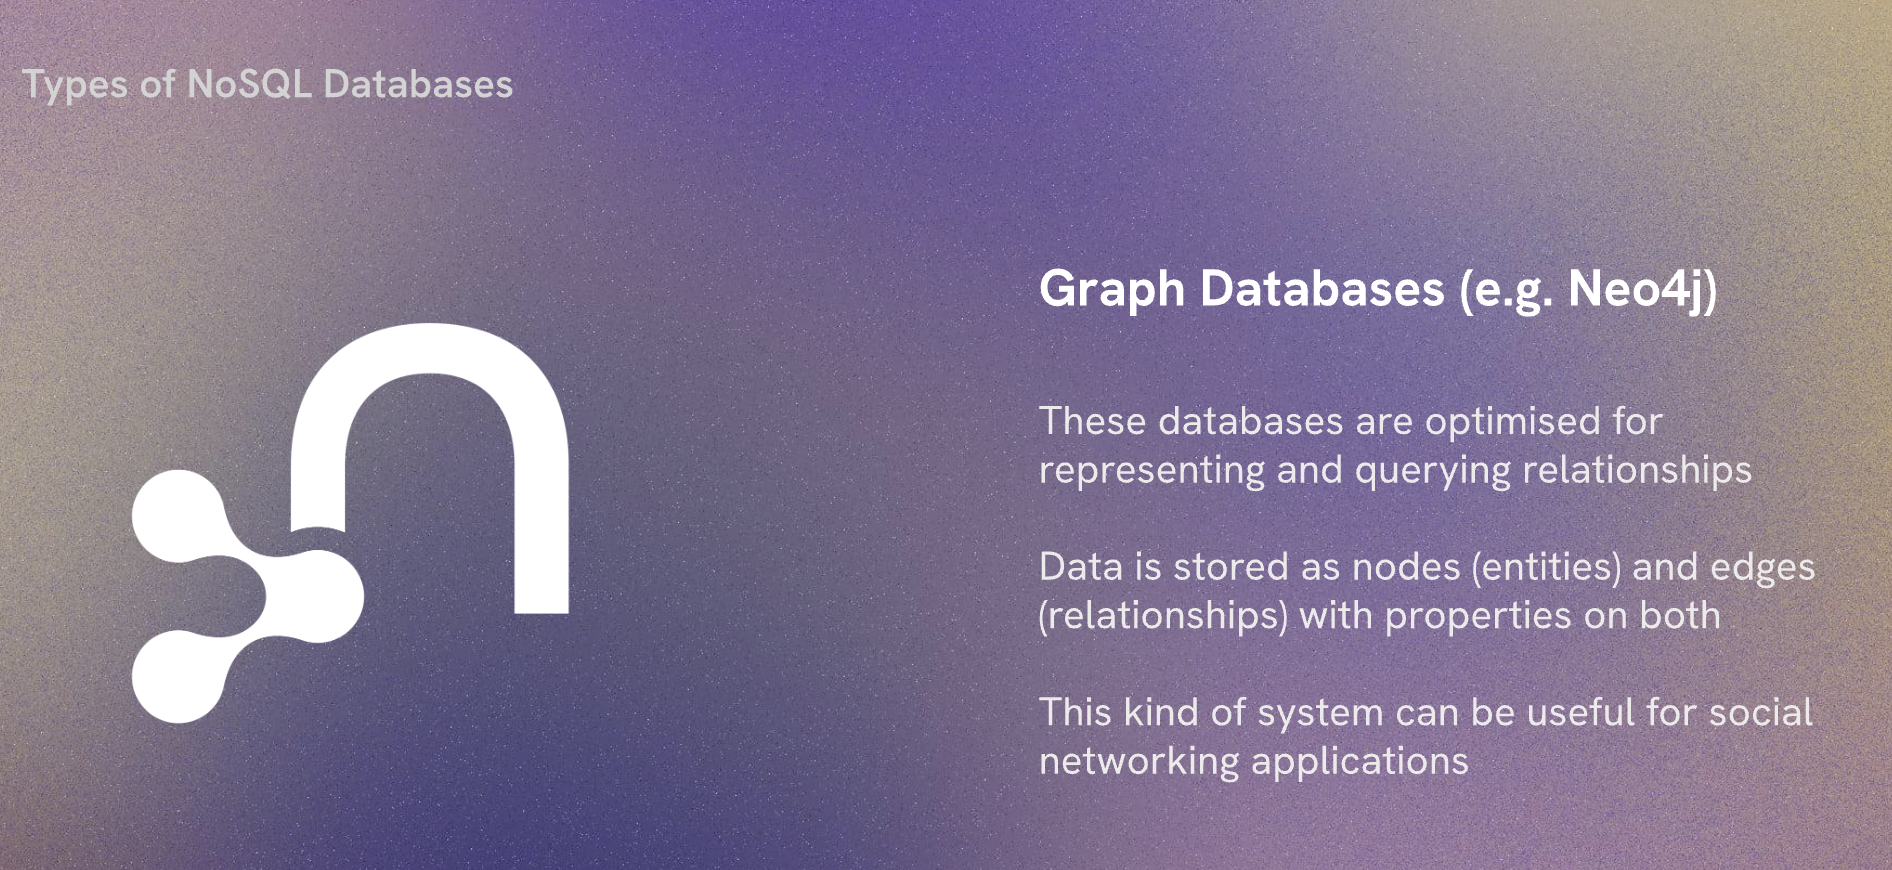 Types of NoSQL Databases
Graph Databases (e.g. Neo4j)
These databases are optimised for
representing and querying relationships
Data is stored as nodes (entities) and edges
(relationships) with properties on both
This kind of system can be useful for social
networking applications